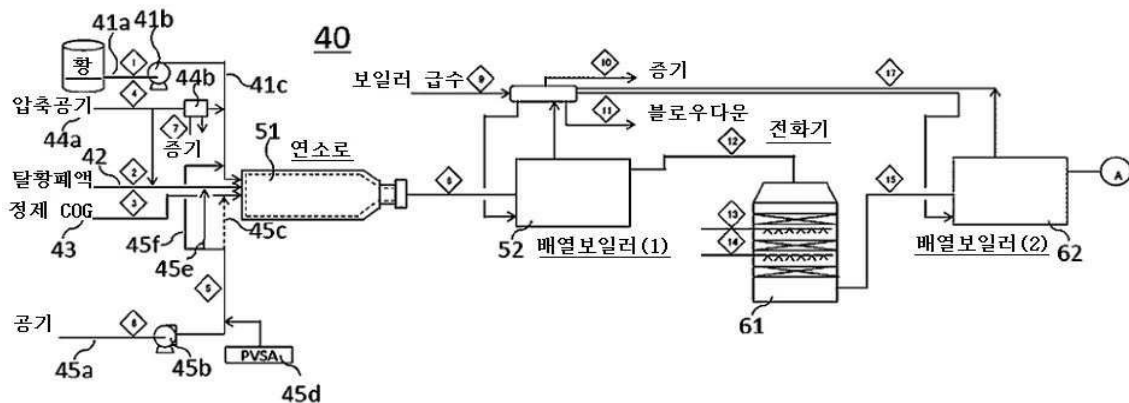 40
41a
41b
황
1
4
44b
41c
압축공기
7
44a
증기
42
2
탈황폐액
3
정제 COG
43
45f
45e
45c
51
연소로
5
공기
6
45a
45b
PVSA
45d
8
보일러 급수
9
10
증기
11
블로우다운
17
52
배열보일러(1)
12
전화기
13
14
61
15
배열보일러(2)
62
A